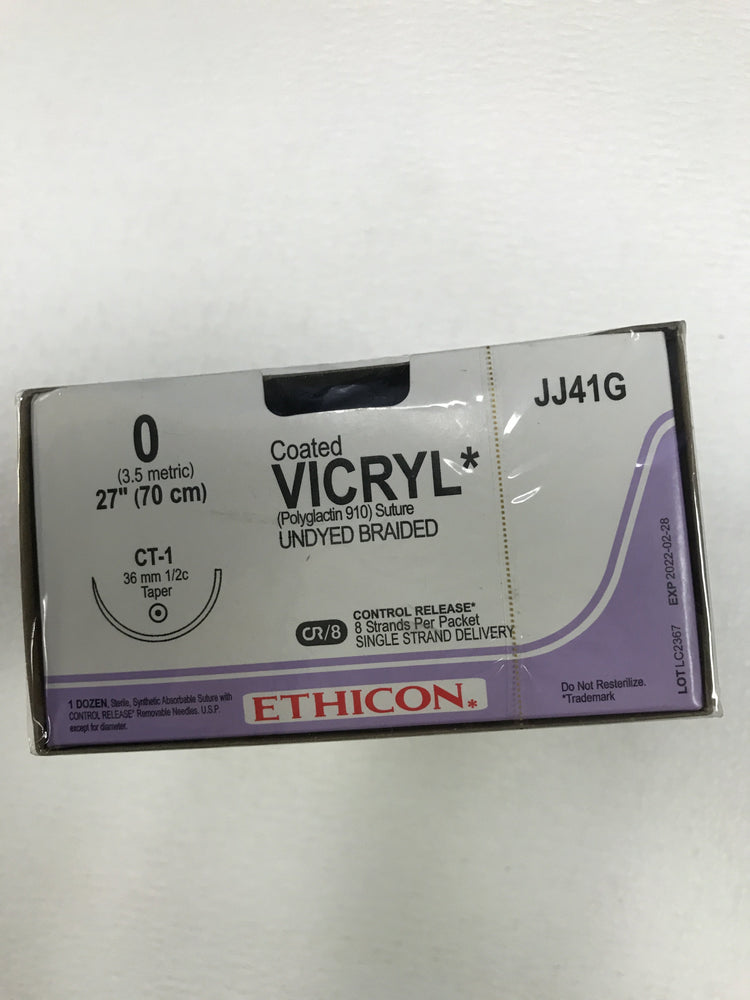 JJ41G
0
(3.5 metric)
27" (70 cm)
Coated
VICRYL*
(Polyglactin 910) Suture
UNDYED BRAIDED
CT-1
36 mm 1/2c
Taper
CR/8
CONTROL RELEASE*
8 Strands Per Packet
SINGLE STRAND DELIVERY
1 DOZEN, Sterile, Synthetic Absorbable Suture with
CONTROL RELEASE* Removable Needles. U.S.P.
except for diameter.
ETHICON*
Do Not Resterilize.
*Trademark
LOT LC2367 EXP 2022-02-28